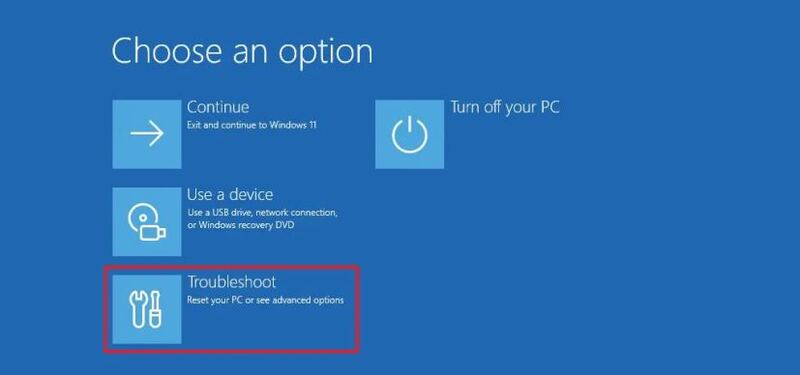 Choose an option
Continue
Exit and continue to Windows 11
Turn off your PC
Use a device
Use a USB drive, network connection,
or Windows recovery DVD
Troubleshoot
Reset your PC or see advanced options